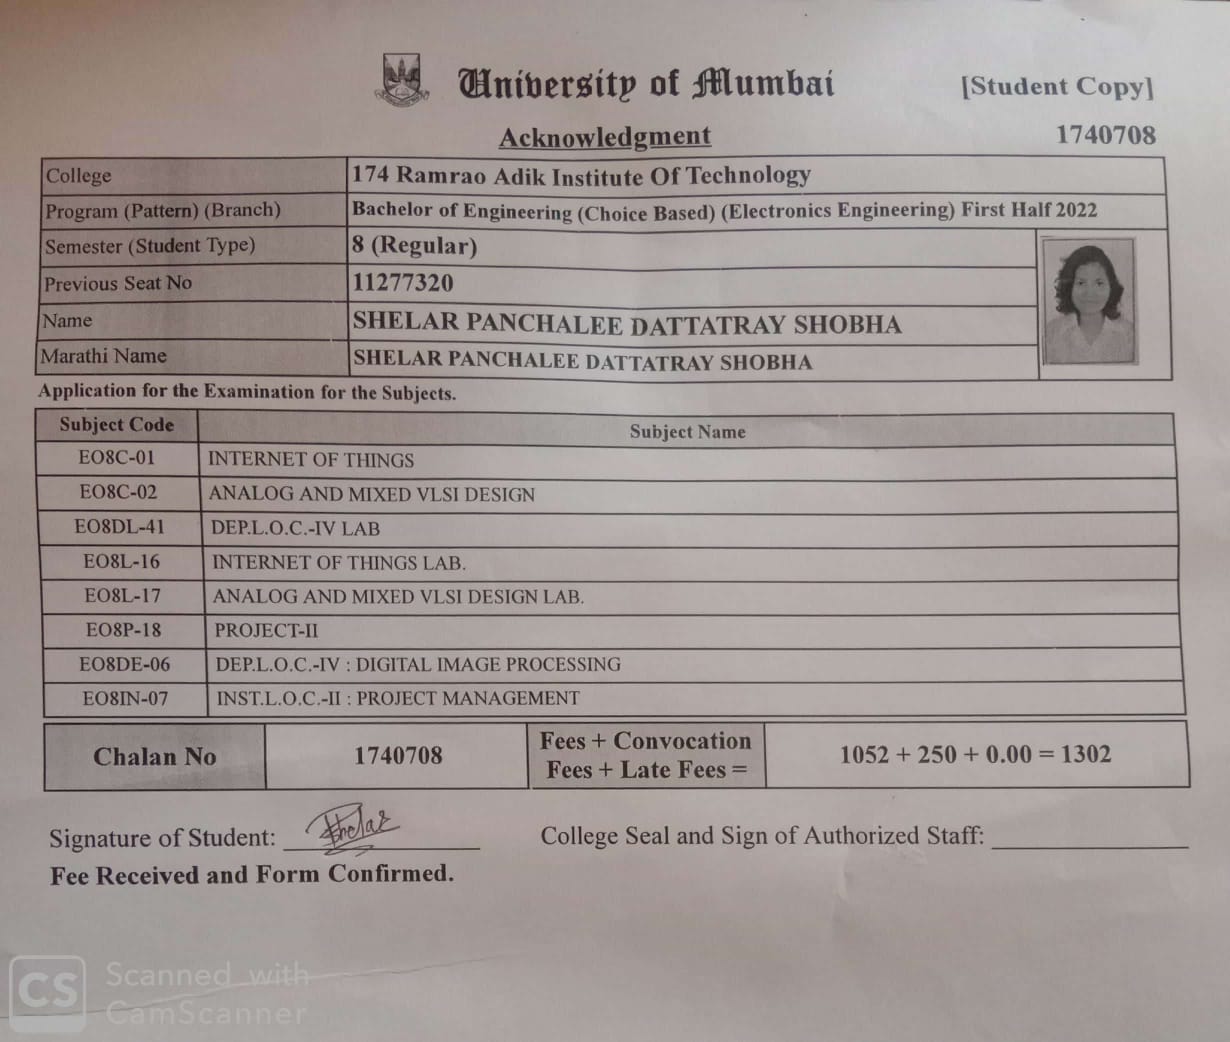 University of Mumbai
[Student Copy]
Acknowledgment
1740708
College 174 Ramrao Adik Institute Of Technology
Program (Pattern) (Branch) Bachelor of Engineering (Choice Based) (Electronics Engineering) First Half 2022
Semester (Student Type) 8 (Regular)
Previous Seat No 11277320
Name SHELAR PANCHALEE DATTATRAY SHOBHA
Marathi Name SHELAR PANCHALEE DATTATRAY SHOBHA
Application for the Examination for the Subjects.
Subject Code Subject Name
EO8C-01 INTERNET OF THINGS
EO8C-02 ANALOG AND MIXED VLSI DESIGN
EO8DL-41 DEP.L.O.C.-IV LAB
EO8L-16 INTERNET OF THINGS LAB.
EO8L-17 ANALOG AND MIXED VLSI DESIGN LAB.
EO8P-18 PROJECT-II
EO8DE-06 DEP.L.O.C.-IV : DIGITAL IMAGE PROCESSING
EO8IN-07 INST.L.O.C.-II : PROJECT MANAGEMENT
Chalan No 1740708 Fees + Convocation 1052 + 250 + 0.00 = 1302
Fees + Late Fees =
Signature of Student: Shelar College Seal and Sign of Authorized Staff:
Fee Received and Form Confirmed.
CS Scanned with
CamScanner